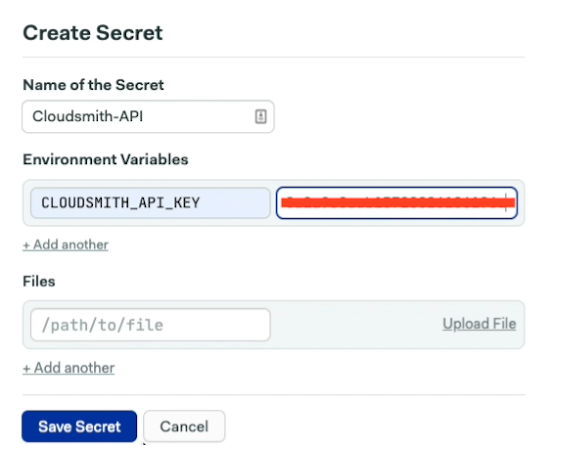 Create Secret
Name of the Secret
Cloudsmith-API
Environment Variables
CLOUDSMITH_API_KEY
+ Add another
Files
/path/to/file Upload File
+ Add another
Save Secret Cancel